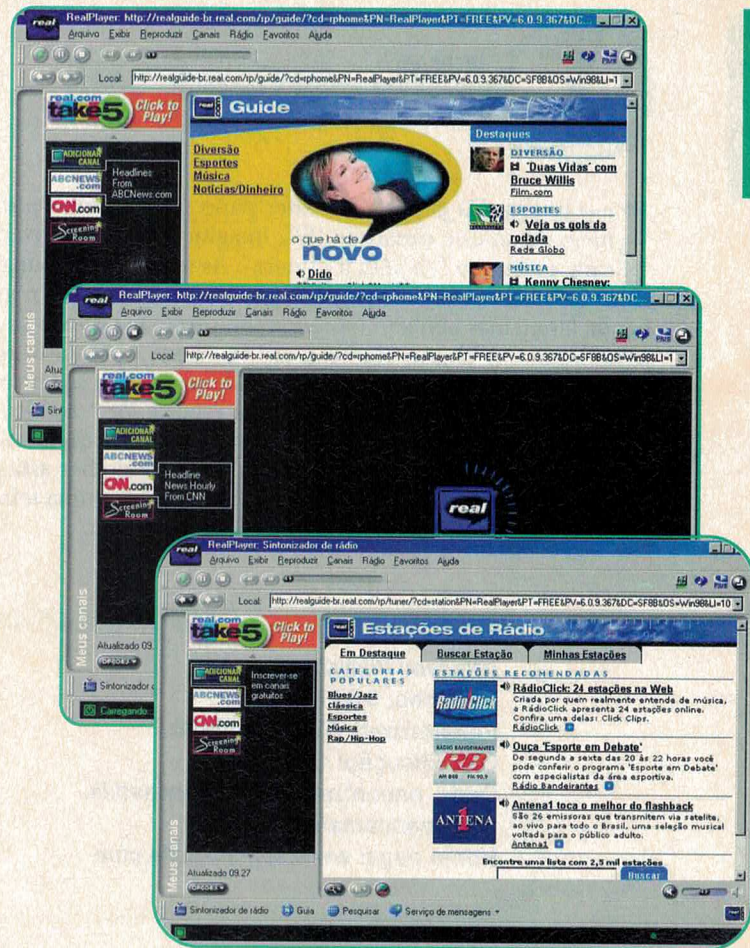 RealPlayer: http://realguide-br.real.com/rp/guide/?cd=rphome&PN=RealPlayer&PT=FREE&PV=6.0.9.367&DC...
real
Arquivo Exibir Reproduzir Canais Rádio Favoritos Ajuda
Local: http://realguide-br.real.com/rp/guide/?cd=rphome&PN=RealPlayer&PT=FREE&PV=6.0.9.367&DC=SF8B&OS=Win98&LI=1
real.com
take5
Click to Play!
real
Guide
Destaques
ADICIONAR CANAL
ABCNEWS.com
CNN.com
Screening Room
Headlines
From
ABCNews.com
Diversão
Esportes
Música
Notícias/Dinheiro
o que há de
novo
Dido
DIVERSÃO
'Duas Vidas' com
Bruce Willis
Film.com
ESPORTES
Veja os gols da
rodada
Rede Globo
MÚSICA
Kenny Chesney:
Meus canais
RealPlayer: http://realguide-br.real.com/rp/guide/?cd=rphome&PN=RealPlayer&PT=FREE&PV=6.0.9.367&DC...
real
Arquivo Exibir Reproduzir Canais Rádio Favoritos Ajuda
Local: http://realguide-br.real.com/rp/guide/?cd=rphome&PN=RealPlayer&PT=FREE&PV=6.0.9.367&DC=SF8B&OS=Win98&LI=1
real.com
take5
Click to Play!
ADICIONAR CANAL
ABCNEWS.com
CNN.com
Screening Room
Headline
News Hourly
From CNN
real
Meus canais
Atualizado 09.
OPÇÕES
Sintonizador
Carregando
RealPlayer: Sintonizador de rádio
real
Arquivo Exibir Reproduzir Canais Rádio Favoritos Ajuda
Local: http://realguide-br.real.com/rp/tuner/?cd=station&PN=RealPlayer&PT=FREE&PV=6.0.9.367&DC=SF8B&OS=Win98&LI=10
real.com
take5
Click to Play!
real
Estações de Rádio
Em Destaque Buscar Estação Minhas Estações
ADICIONAR CANAL
ABCNEWS.com
CNN.com
Screening Room
Inscrever-se
em canais
gratuitos
CATEGORIAS
POPULARES
Blues/Jazz
Clássica
Esportes
Música
Rap/Hip-Hop
ESTAÇÕES RECOMENDADAS
RadioClick
RádioClick: 24 estações na Web
Criada por quem realmente entende de música,
a RádioClick apresenta 24 estações online.
Confira uma delas: Click Clips.
RádioClick
RÁDIO BANDEIRANTES
RB
AM 840 FM 90,9
Ouça 'Esporte em Debate'
De segunda a sexta das 20 às 22 horas você
pode conferir o programa 'Esporte em Debate'
com especialistas da área esportiva.
Rádio Bandeirantes
ANTENA 1
Antena1 toca o melhor do flashback
São 26 emissoras que transmitem via satelite,
ao vivo para todo o Brasil, uma seleção musical
voltada para o público adulto.
Antena1
Encontre uma lista com 2,5 mil estações
Buscar
Meus canais
Atualizado 09.27
OPÇÕES
Sintonizador de rádio Guia Pesquisar Serviço de mensagens